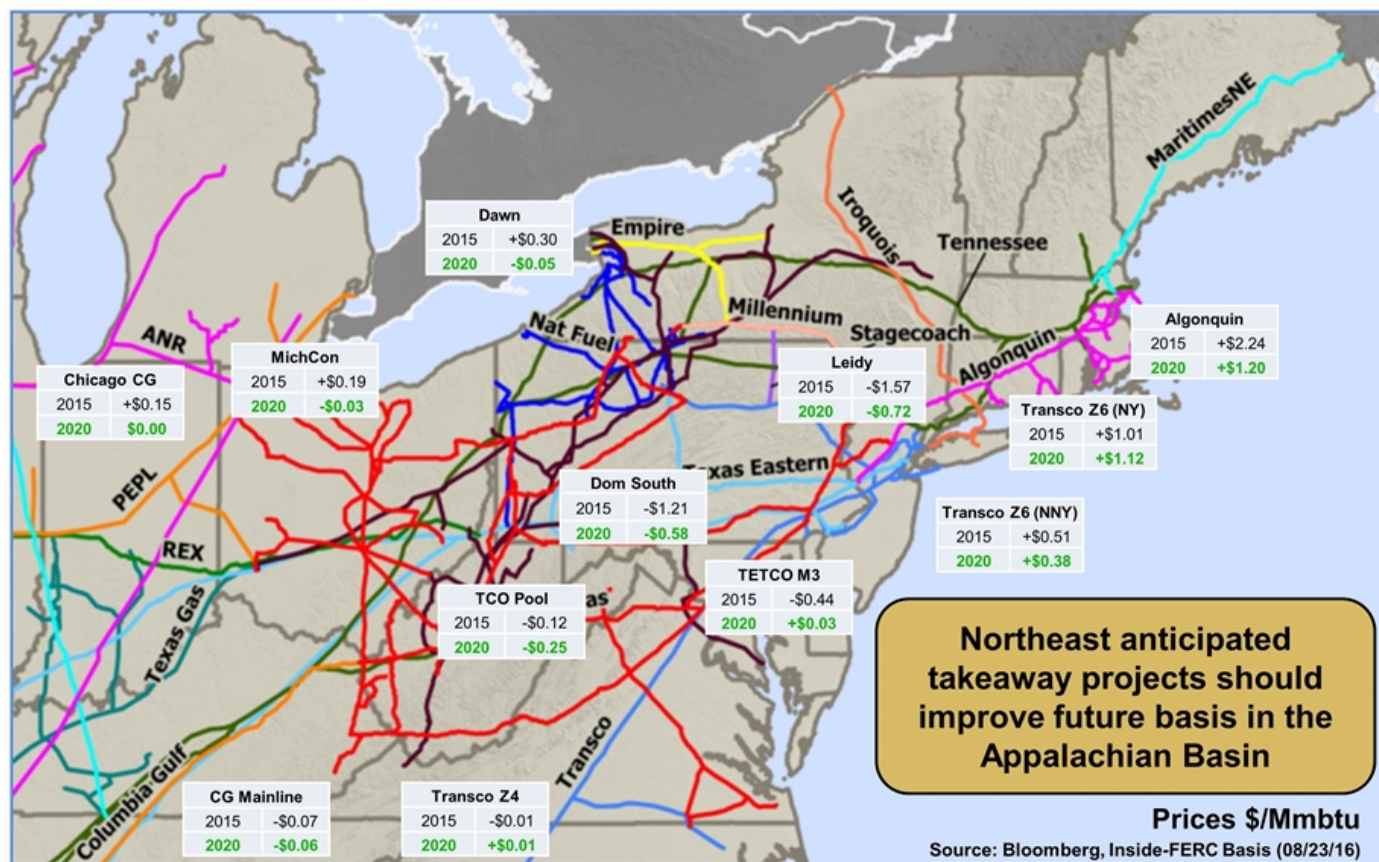 MaritimesNE
Dawn
2015 +$0.30
2020 -$0.05
Empire
Iroquois
Tennessee
Nat Fuel
Millennium
Stagecoach
Algonquin
Algonquin
2015 +$2.24
2020 +$1.20
ANR
MichCon
2015 +$0.19
2020 -$0.03
Chicago CG
2015 +$0.15
2020 $0.00
Leidy
2015 -$1.57
2020 -$0.72
Transco Z6 (NY)
2015 +$1.01
2020 +$1.12
PEPL
Texas Eastern
Dom South
2015 -$1.21
2020 -$0.58
Transco Z6 (NNY)
2015 +$0.51
2020 +$0.38
REX
Texas Gas
TCO Pool
2015 -$0.12
2020 -$0.25
TETCO M3
2015 -$0.44
2020 +$0.03
Northeast anticipated
takeaway projects should
improve future basis in the
Appalachian Basin
Transco
Columbia Gulf
CG Mainline
2015 -$0.07
2020 -$0.06
Transco Z4
2015 -$0.01
2020 +$0.01
Prices $/Mmbtu
Source: Bloomberg, Inside-FERC Basis (08/23/16)